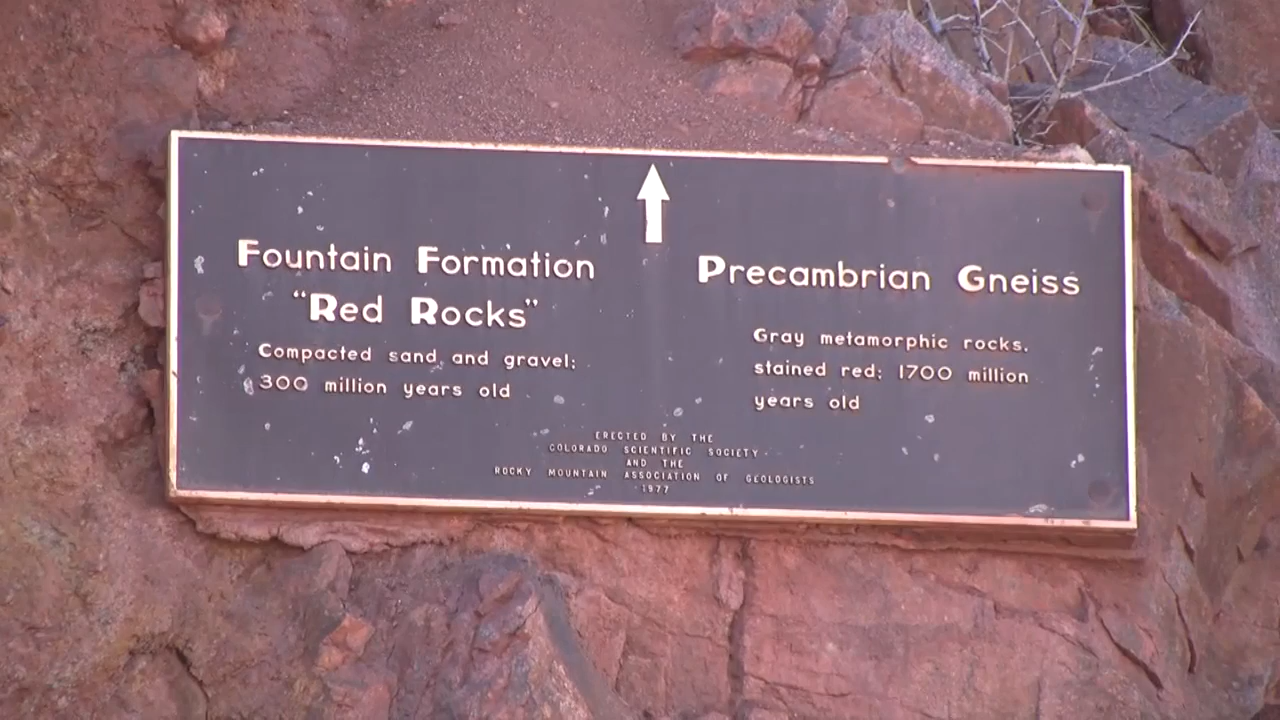 Fountain Formation
"Red Rocks"
Compacted sand and gravel;
300 million years old
Precambrian Gneiss
Gray metamorphic rocks,
stained red; 1700 million
years old
ERECTED BY THE
COLORADO SCIENTIFIC SOCIETY
AND THE
ROCKY MOUNTAIN ASSOCIATION OF GEOLOGISTS
1977